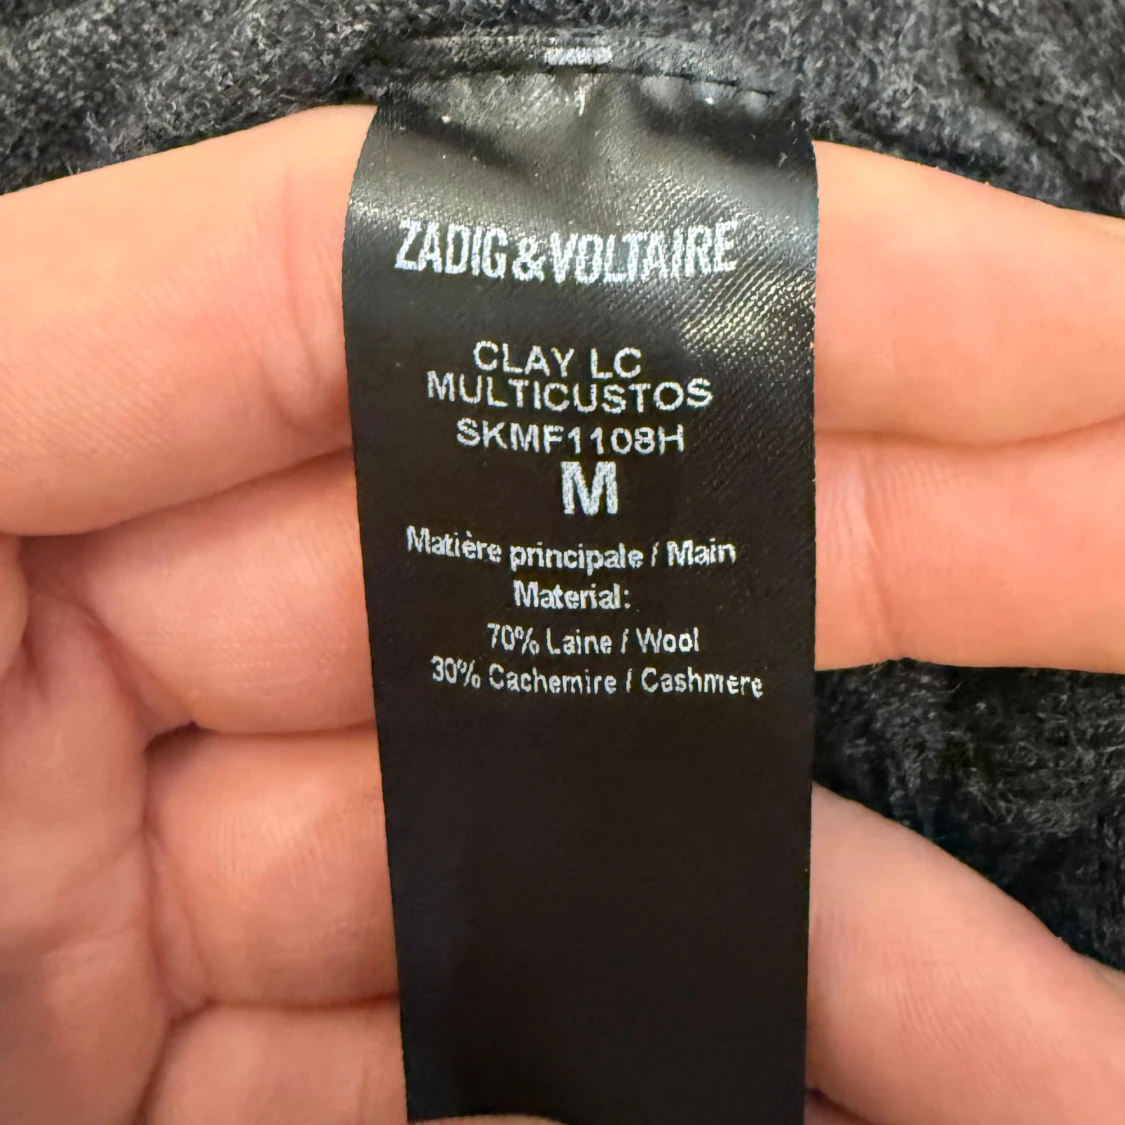 ZADIG&VOLTAIRE
CLAY LC
MULTICUSTOS
SKMF1108H
M
Matière principale / Main
Material:
70% Laine / Wool
30% Cachemire / Cashmere